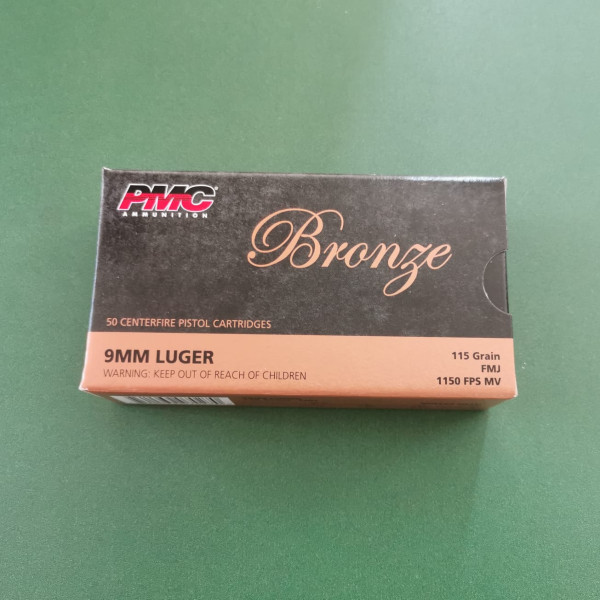 PMC®
AMMUNITION
Bronze
50 CENTERFIRE PISTOL CARTRIDGES
9MM LUGER
WARNING: KEEP OUT OF REACH OF CHILDREN
115 Grain
FMJ
1150 FPS MV